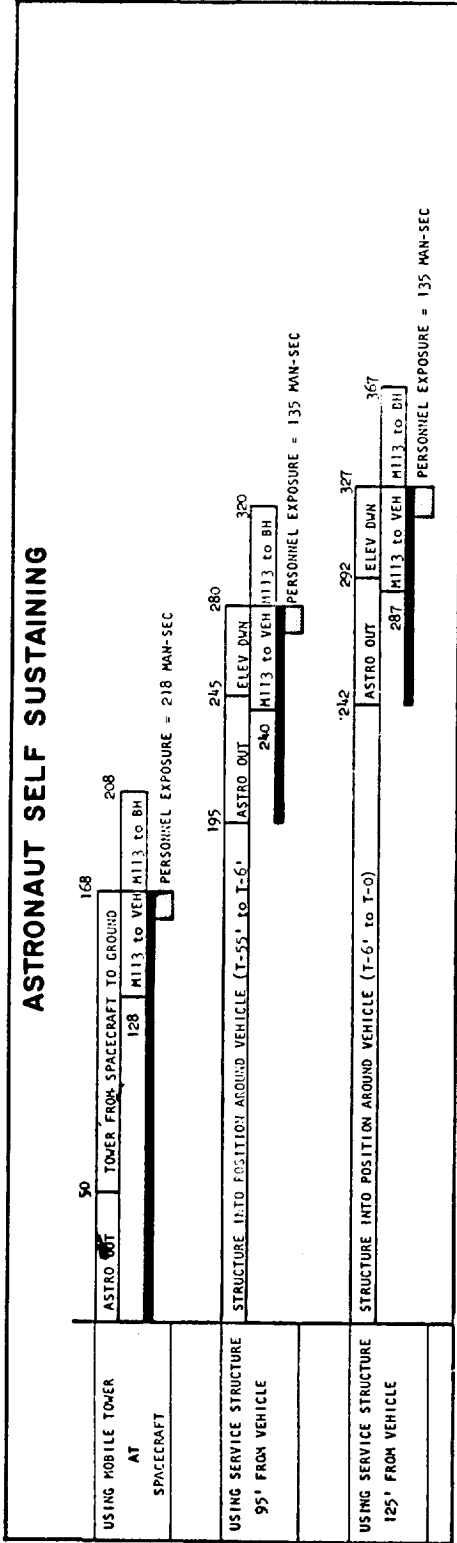 ASTRONAUT SELF SUSTAINING
USING MOBILE TOWER
AT
SPACECRAFT
50
168
ASTRO OUT
TOWER FROM SPACECRAFT TO GROUND
208
128
M113 to VEH
M113 to BH
PERSONNEL EXPOSURE = 218 MAN-SEC
USING SERVICE STRUCTURE
95' FROM VEHICLE
195
245
280
STRUCTURE INTO POSITION AROUND VEHICLE (T-55' to T-6'
ASTRO OUT
ELEV DWN
320
240
M113 to VEH
M113 to BH
PERSONNEL EXPOSURE = 135 MAN-SEC
USING SERVICE STRUCTURE
125' FROM VEHICLE
242
292
327
STRUCTURE INTO POSITION AROUND VEHICLE (T-6' to T-0)
ASTRO OUT
ELEV DWN
367
287
M113 to VEH
M113 to BH
PERSONNEL EXPOSURE = 135 MAN-SEC